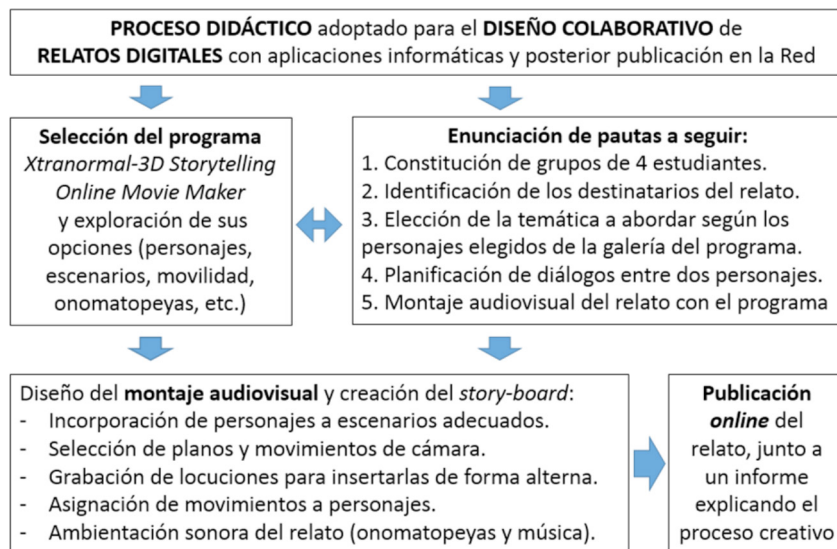 PROCESO DIDÁCTICO adoptado para el DISEÑO COLABORATIVO de
RELATOS DIGITALES con aplicaciones informáticas y posterior publicación en la Red
Selección del programa
Xtranormal-3D Storytelling
Online Movie Maker
y exploración de sus
opciones (personajes,
escenarios, movilidad,
onomatopeyas, etc.)
Enunciación de pautas a seguir:
1. Constitución de grupos de 4 estudiantes.
2. Identificación de los destinatarios del relato.
3. Elección de la temática a abordar según los
personajes elegidos de la galería del programa.
4. Planificación de diálogos entre dos personajes.
5. Montaje audiovisual del relato con el programa
Diseño del montaje audiovisual y creación del story-board:
- Incorporación de personajes a escenarios adecuados.
- Selección de planos y movimientos de cámara.
- Grabación de locuciones para insertarlas de forma alterna.
- Asignación de movimientos a personajes.
- Ambientación sonora del relato (onomatopeyas y música).
Publicación
online del
relato, junto a
un informe
explicando el
proceso creativo